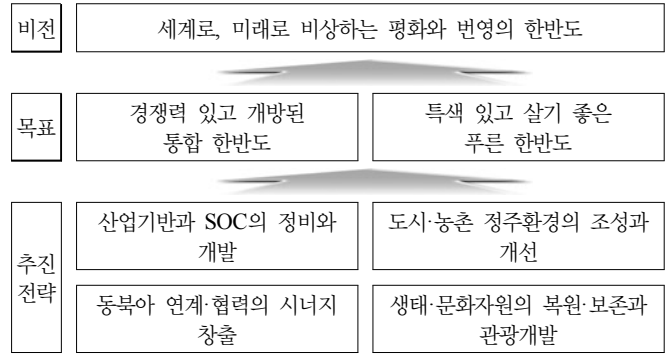 비전
세계로, 미래로 비상하는 평화와 번영의 한반도
목표
경쟁력 있고 개방된
통합 한반도
특색 있고 살기 좋은
푸른 한반도
추진
전략
산업기반과 SOC의 정비와
개발
도시·농촌 정주환경의 조성과
개선
동북아 연계·협력의 시너지
창출
생태·문화자원의 복원·보존과
관광개발